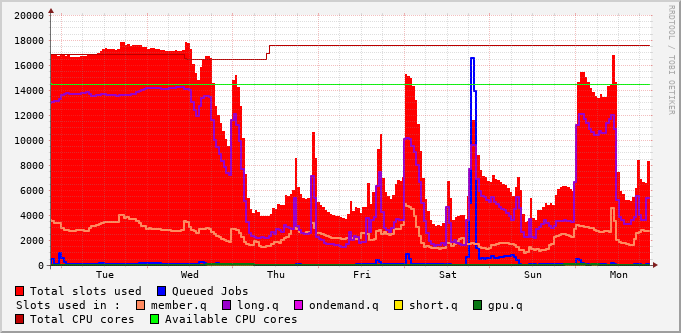 20000
18000
16000
14000
12000
10000
8000
6000
4000
2000
0
Tue Wed Thu Fri Sat Sun Mon
RRDTOOL / TOBI OETIKER
Total slots used Queued Jobs
Slots used in : member.q long.q ondemand.q short.q gpu.q
Total CPU cores Available CPU cores